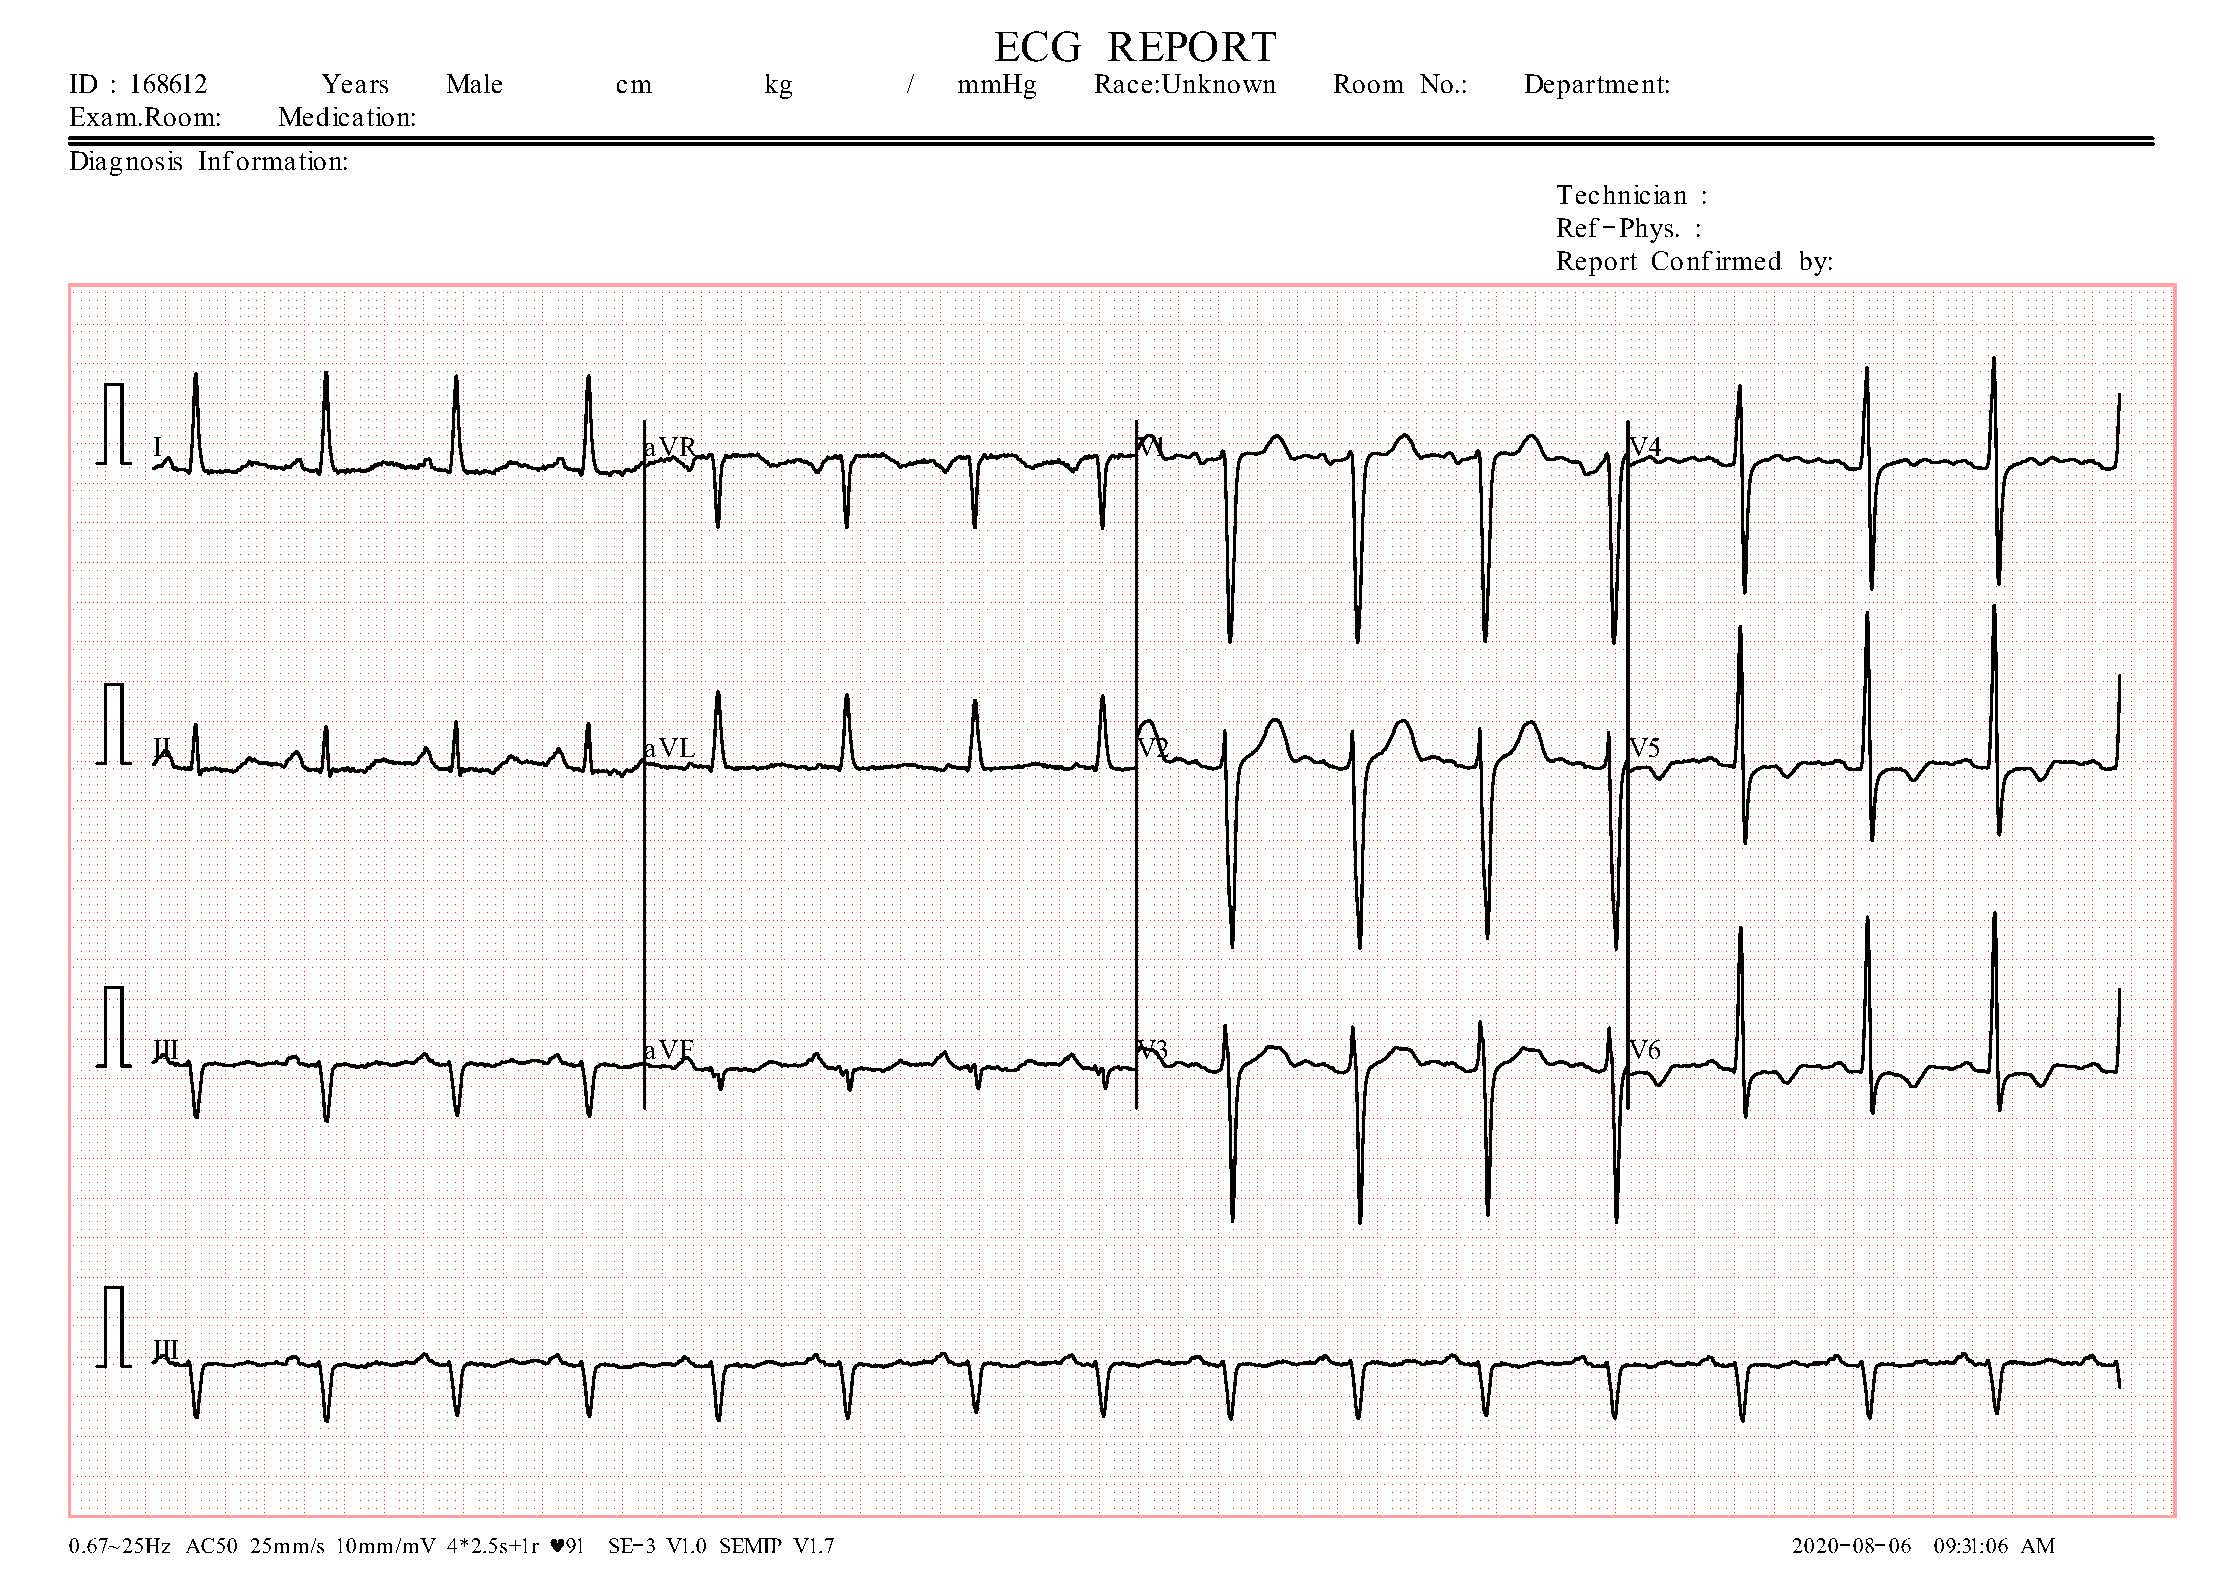 ECG REPORT
ID : 168612 Years Male cm kg / mmHg Race:Unknown Room No.: Department:
Exam.Room: Medication:
Diagnosis Information:
Technician :
Ref-Phys. :
Report Confirmed by:
I aVR V1 V4
II aVL V2 V5
III aVF V3 V6
III
0.67~25Hz AC50 25mm/s 10mm/mV 4*2.5s+1r ♥91 SE-3 V1.0 SEMIP V1.7 2020-08-06 09:31:06 AM